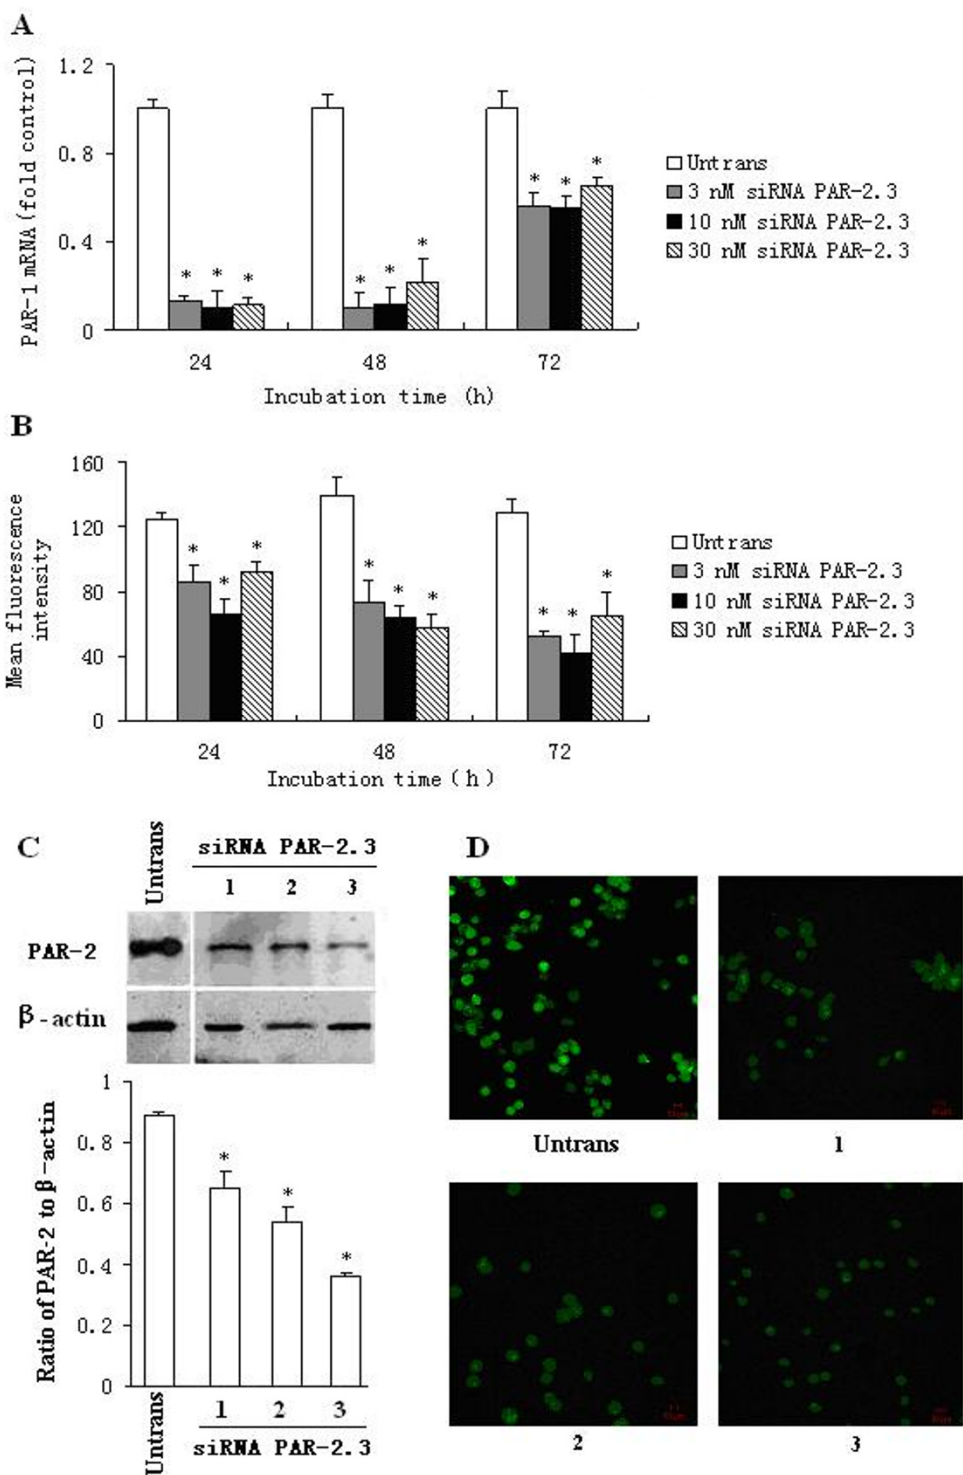 A
PAR-1 mRNA(fold control)
1.2
0.8
0.4
0
* * *
* * *
* * *
24 48 72
Incubation time (h)
Untrans
3 nM siRNA PAR-2.3
10 nM siRNA PAR-2.3
30 nM siRNA PAR-2.3
B
Mean fluorescence
intensity
160
120
80
40
0
* * *
* * *
* * *
24 48 72
Incubation time(h)
Untrans
3 nM siRNA PAR-2.3
10 nM siRNA PAR-2.3
30 nM siRNA PAR-2.3
C
Untrans
siRNA PAR-2.3
1 2 3
PAR-2
β-actin
Ratio of PAR-2 to β-actin
1
0.8
0.6
0.4
0.2
0
* * *
Untrans
1 2 3
siRNA PAR-2.3
D
Untrans
1
2
3